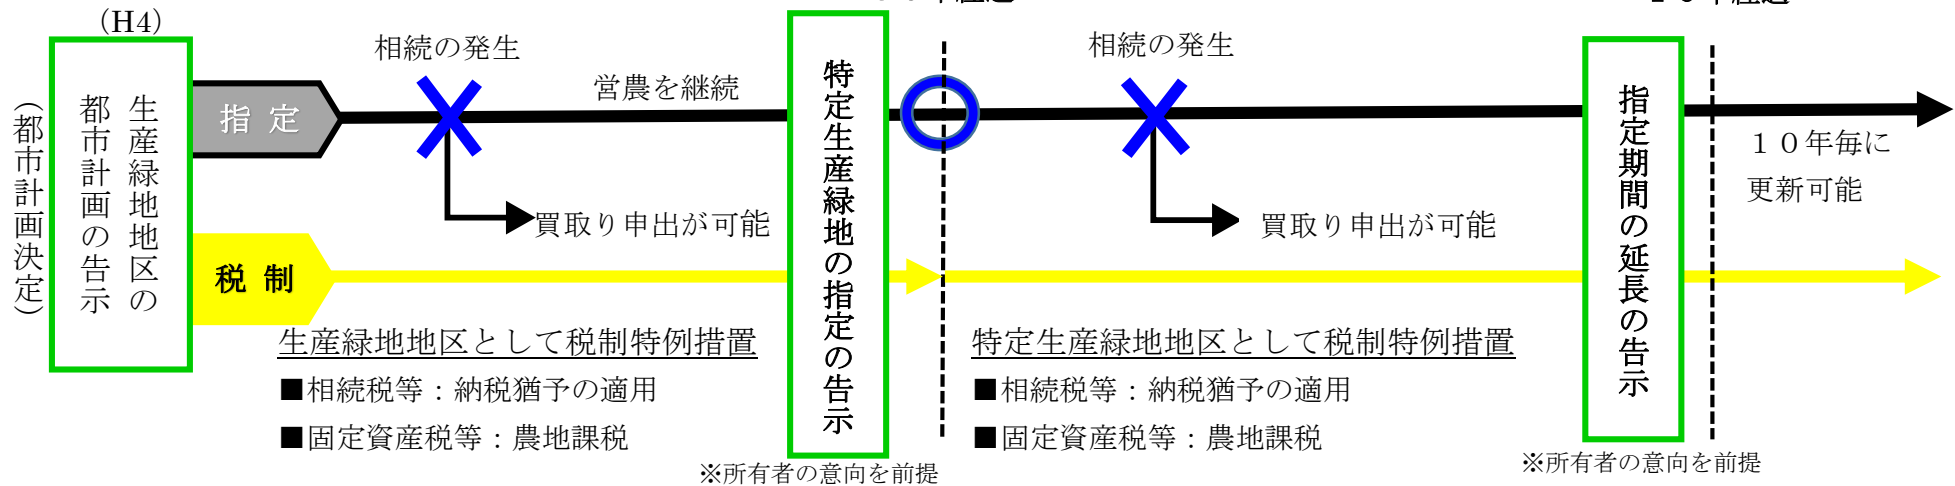 （H4）
（都市計画決定）
生産緑地地区の
都市計画の告示
指 定
税 制
相続の発生
営農を継続
買取り申出が可能
生産緑地地区として税制特例措置
■相続税等：納税猶予の適用
■固定資産税等：農地課税
特定生産緑地の指定の告示
※所有者の意向を前提
相続の発生
買取り申出が可能
特定生産緑地地区として税制特例措置
■相続税等：納税猶予の適用
■固定資産税等：農地課税
指定期間の延長の告示
※所有者の意向を前提
１０年毎に
更新可能